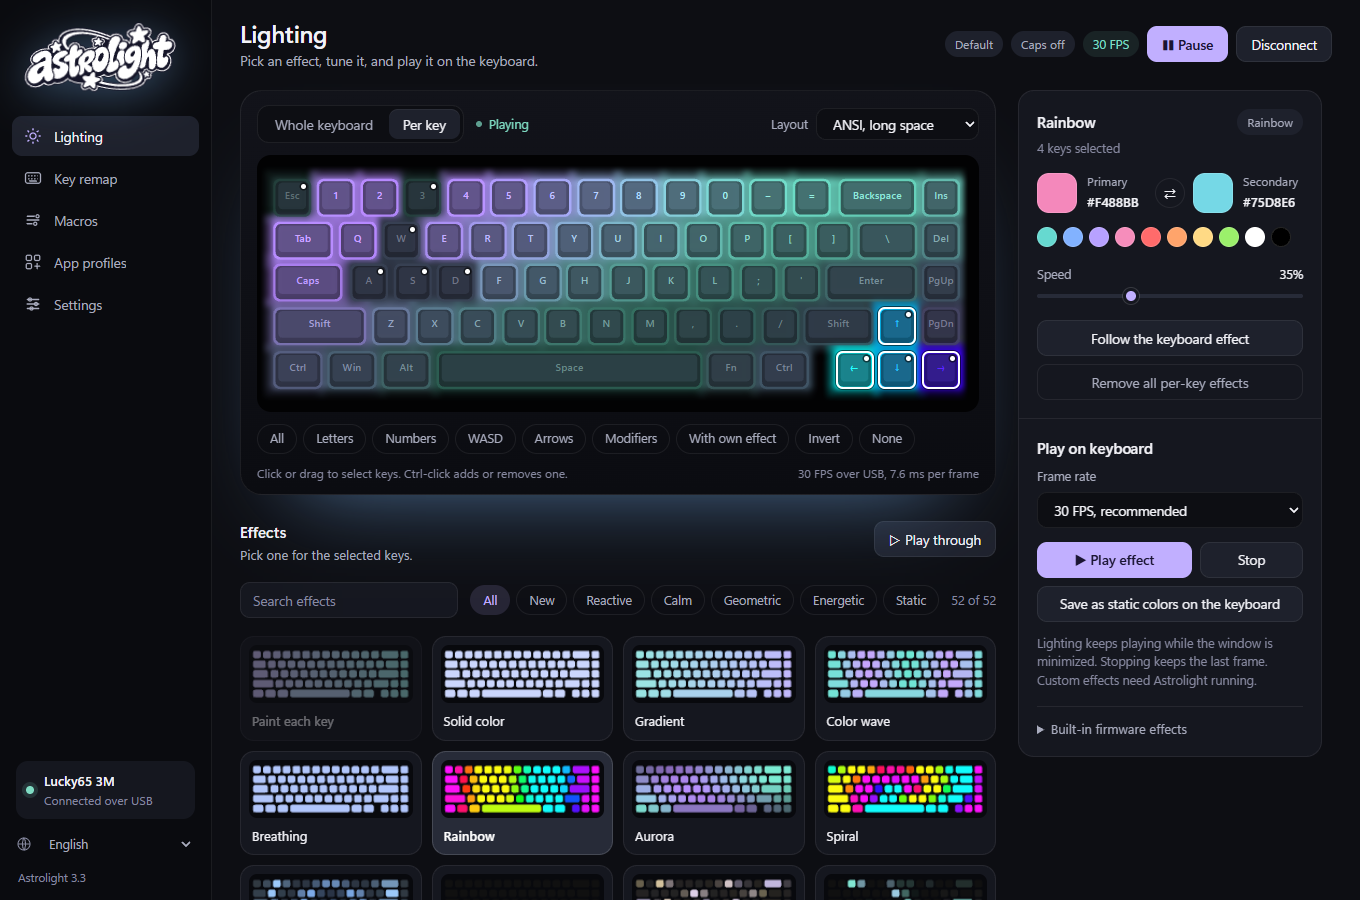 astrolight
Lighting
Key remap
Macros
App profiles
Settings
Lucky65 3M
Connected over USB
English
Astrolight 3.3
Lighting
Pick an effect, tune it, and play it on the keyboard.
Default
Caps off
30 FPS
Pause
Disconnect
Whole keyboard
Per key
Playing
Layout
ANSI, long space
Esc 1 2 3 4 5 6 7 8 9 0 − = Backspace Ins
Tab Q W E R T Y U I O P [ ] \ Del
Caps A S D F G H J K L ; ' Enter PgUp
Shift Z X C V B N M , . / Shift ↑ PgDn
Ctrl Win Alt Space Fn Ctrl ← ↓ →
All
Letters
Numbers
WASD
Arrows
Modifiers
With own effect
Invert
None
Click or drag to select keys. Ctrl-click adds or removes one.
30 FPS over USB, 7.6 ms per frame
Effects
Pick one for the selected keys.
Play through
Search effects
All
New
Reactive
Calm
Geometric
Energetic
Static
52 of 52
Paint each key
Solid color
Gradient
Color wave
Breathing
Rainbow
Aurora
Spiral
Rainbow
Rainbow
4 keys selected
Primary
#F488BB
Secondary
#75D8E6
Speed
35%
Follow the keyboard effect
Remove all per-key effects
Play on keyboard
Frame rate
30 FPS, recommended
Play effect
Stop
Save as static colors on the keyboard
Lighting keeps playing while the window is
minimized. Stopping keeps the last frame.
Custom effects need Astrolight running.
Built-in firmware effects